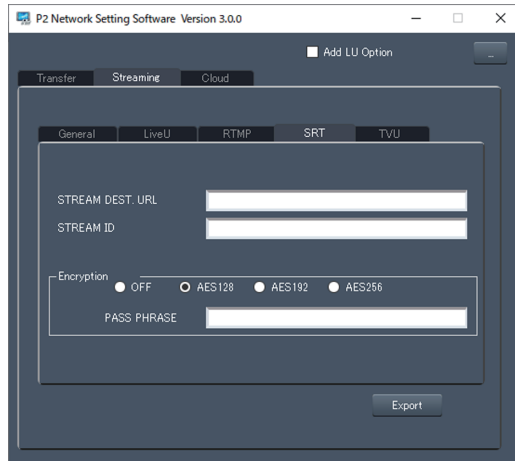 P2 Network Setting Software Version 3.0.0
Add LU Option
...
Transfer Streaming Cloud
General LiveU RTMP SRT TVU
STREAM DEST. URL
STREAM ID
Encryption
OFF AES128 AES192 AES256
PASS PHRASE
Export